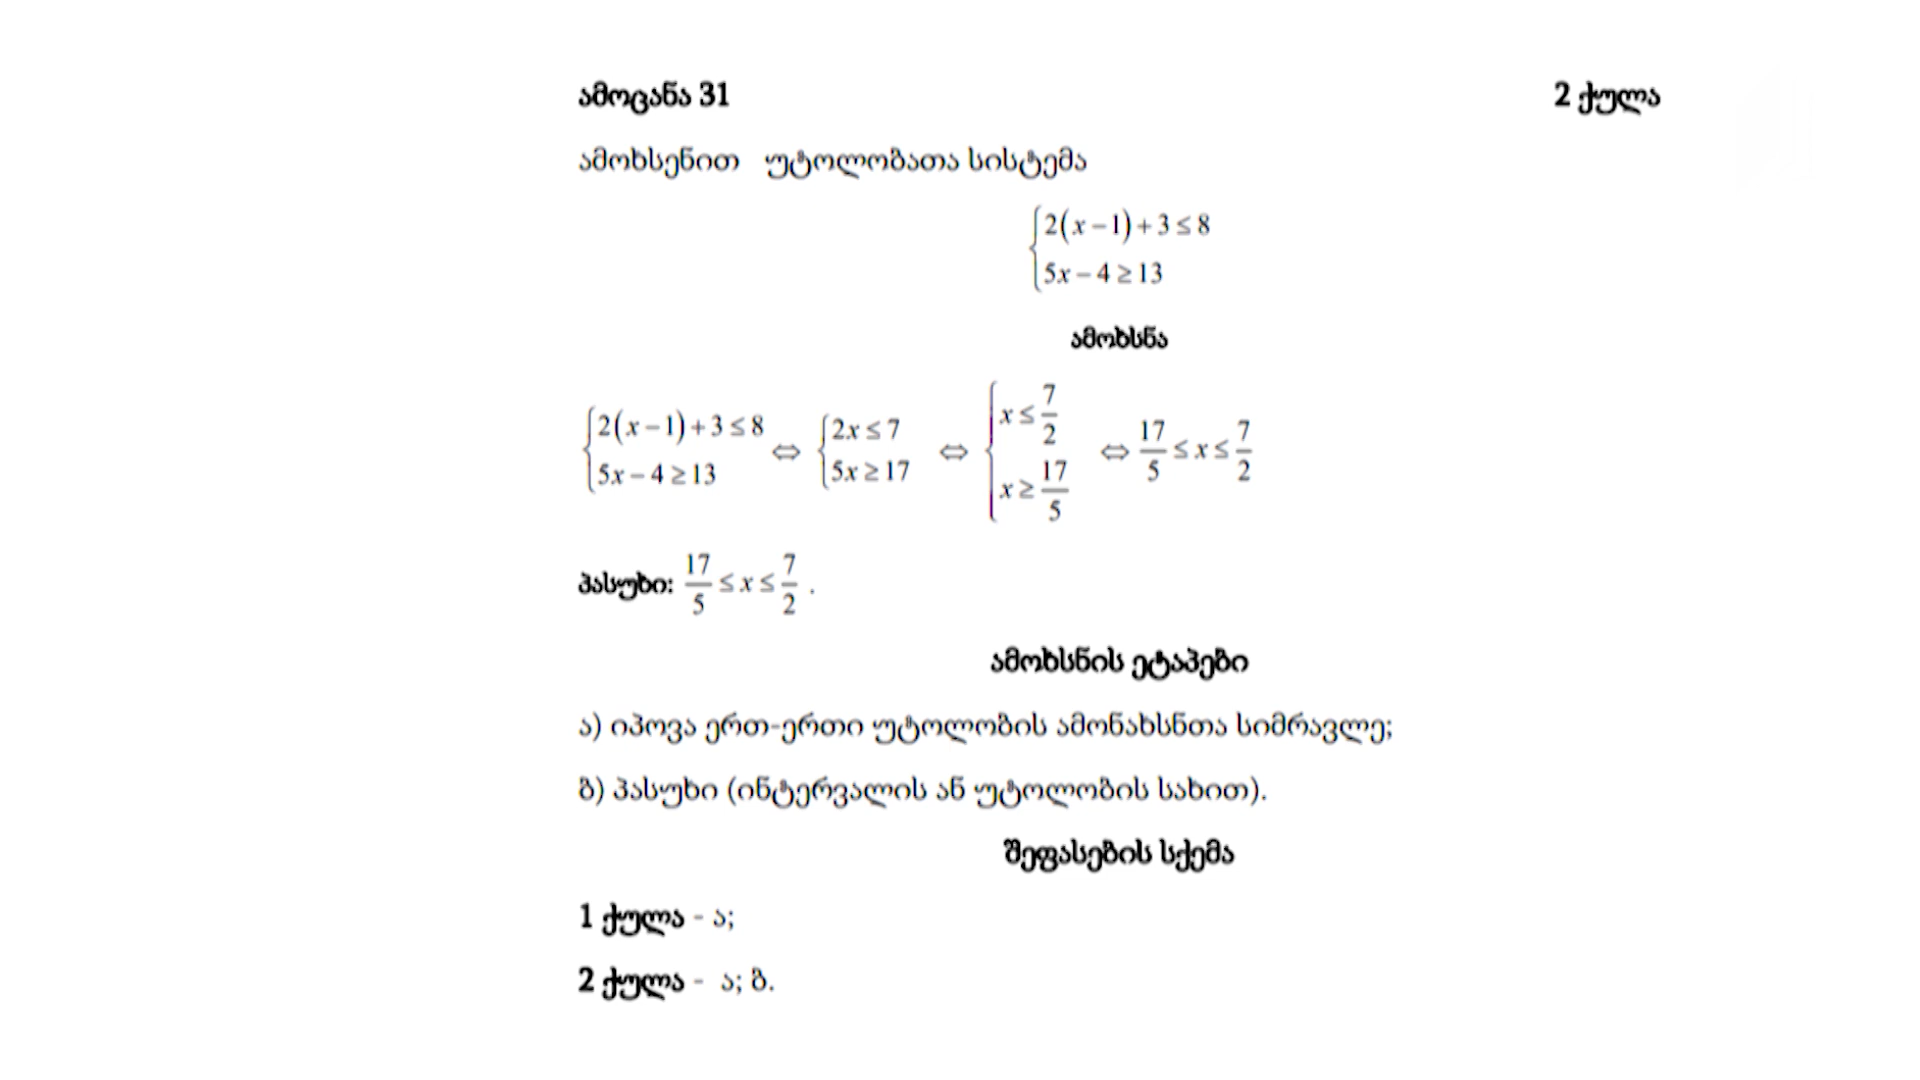 ამოცანა 31 2 ქულა
ამოხსენით უტოლობათა სისტემა
{2(x−1)+3≤8
5x−4≥13
ამოხსნა
{2(x−1)+3≤8 5x−4≥13 ⇔ {2x≤7 5x≥17 ⇔ {x≤7/2 x≥17/5 ⇔ 17/5≤x≤7/2
პასუხი: 17/5≤x≤7/2 .
ამოხსნის ეტაპები
ა) იპოვა ერთ-ერთი უტოლობის ამონახსნთა სიმრავლე;
ბ) პასუხი (ინტერვალის ან უტოლობის სახით).
შეფასების სქემა
1 ქულა - ა;
2 ქულა - ა; ბ.